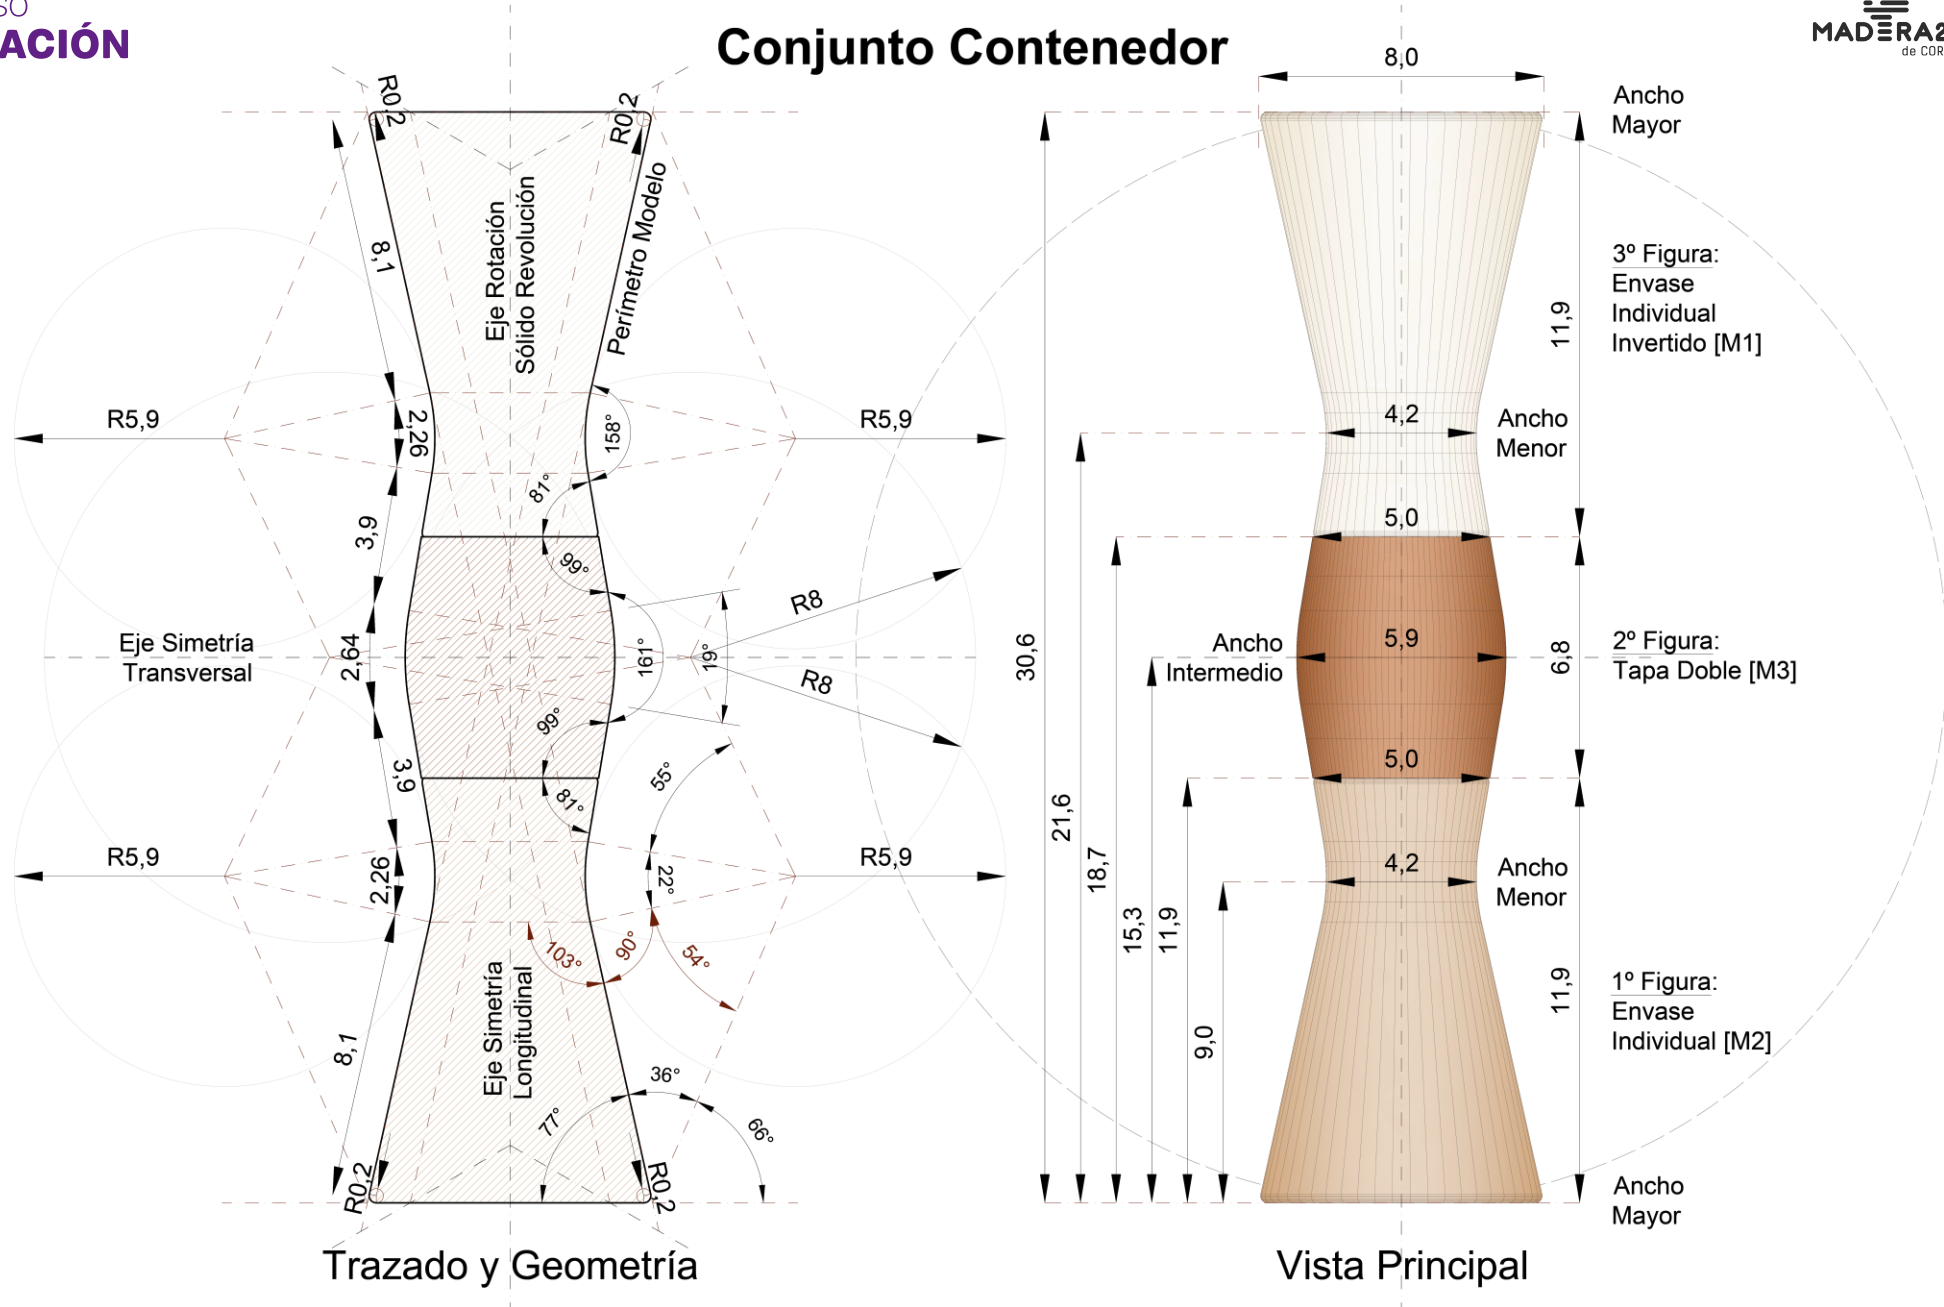 SO
ACIÓN
Conjunto Contenedor
MADERA2
de COR
R0,2
R0,2
8,1
Eje Rotación
Sólido Revolución
Perímetro Modelo
R5,9
2,26
158°
R5,9
81°
3,9
99°
R8
Eje Simetría
Transversal
2,64
161°
19°
R8
99°
3,9
55°
81°
R5,9
2,26
22°
R5,9
103°
90°
54°
Eje Simetría
Longitudinal
8,1
36°
77°
66°
R0,2
R0,2
Trazado y Geometría
8,0
Ancho
Mayor
3º Figura:
Envase
Individual
Invertido [M1]
11,9
4,2
Ancho
Menor
5,0
30,6
Ancho
Intermedio
5,9
6,8
2º Figura:
Tapa Doble [M3]
5,0
21,6
18,7
15,3
11,9
9,0
4,2
Ancho
Menor
11,9
1º Figura:
Envase
Individual [M2]
Ancho
Mayor
Vista Principal